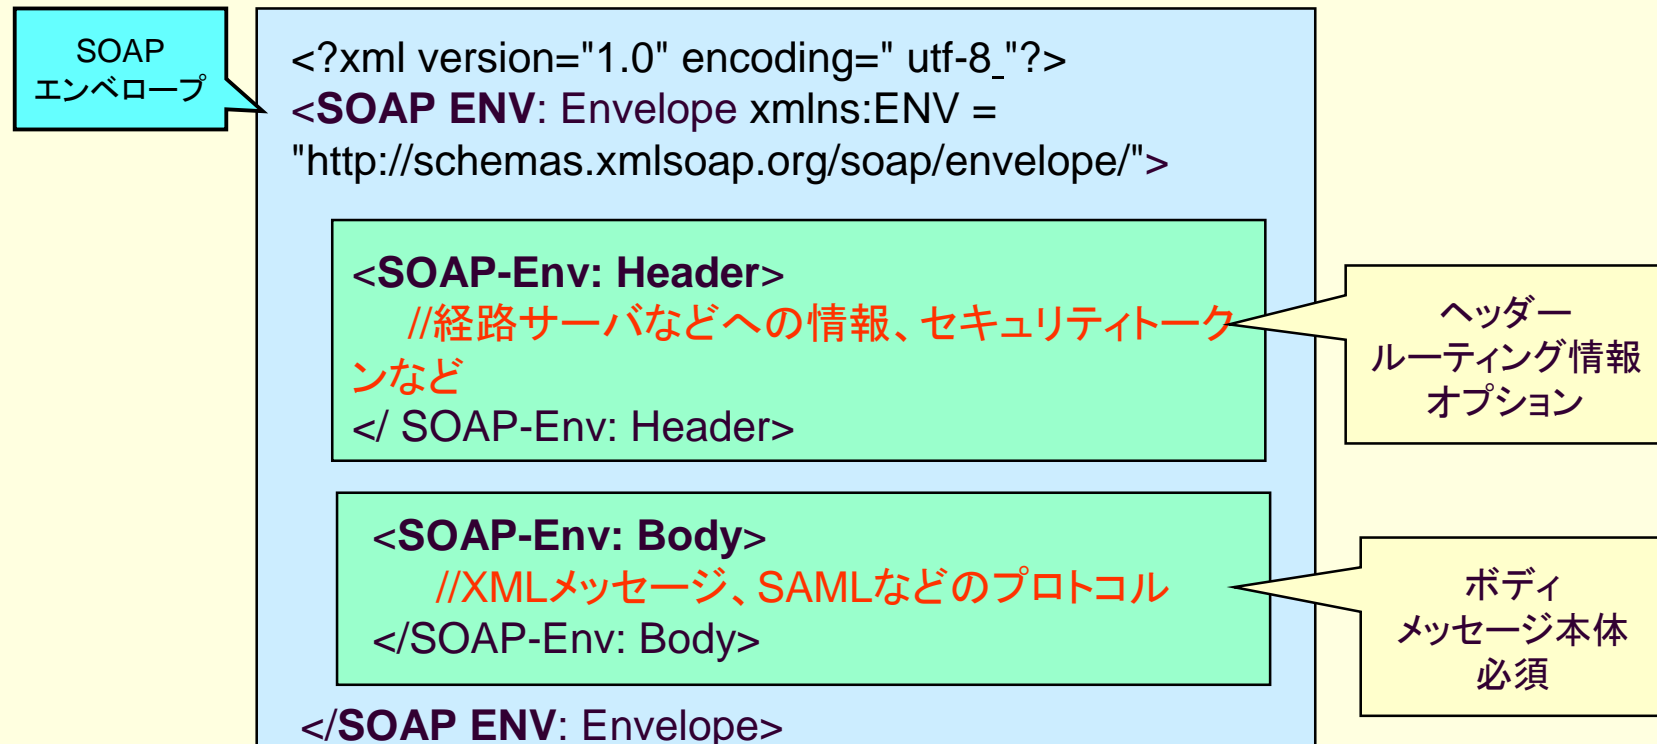 SOAP
エンベロープ
<?xml version="1.0" encoding=" utf-8_"?>
<SOAP ENV: Envelope xmlns:ENV =
"http://schemas.xmlsoap.org/soap/envelope/">
<SOAP-Env: Header>
//経路サーバなどへの情報、セキュリティトーク
ンなど
</ SOAP-Env: Header>
ヘッダー
ルーティング情報
オプション
<SOAP-Env: Body>
//XMLメッセージ、SAMLなどのプロトコル
</SOAP-Env: Body>
ボディ
メッセージ本体
必須
</SOAP ENV: Envelope>